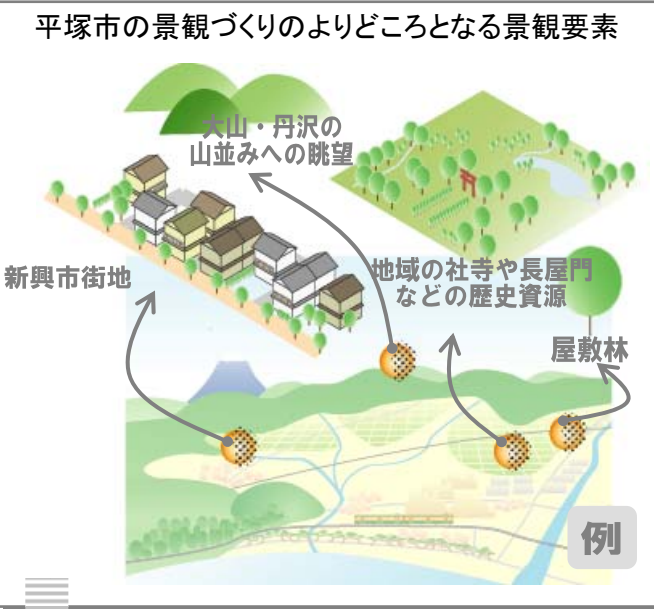 平塚市の景観づくりのよりどころとなる景観要素
大山・丹沢の
山並みへの眺望
新興市街地
地域の社寺や長屋門
などの歴史資源
屋敷林
例